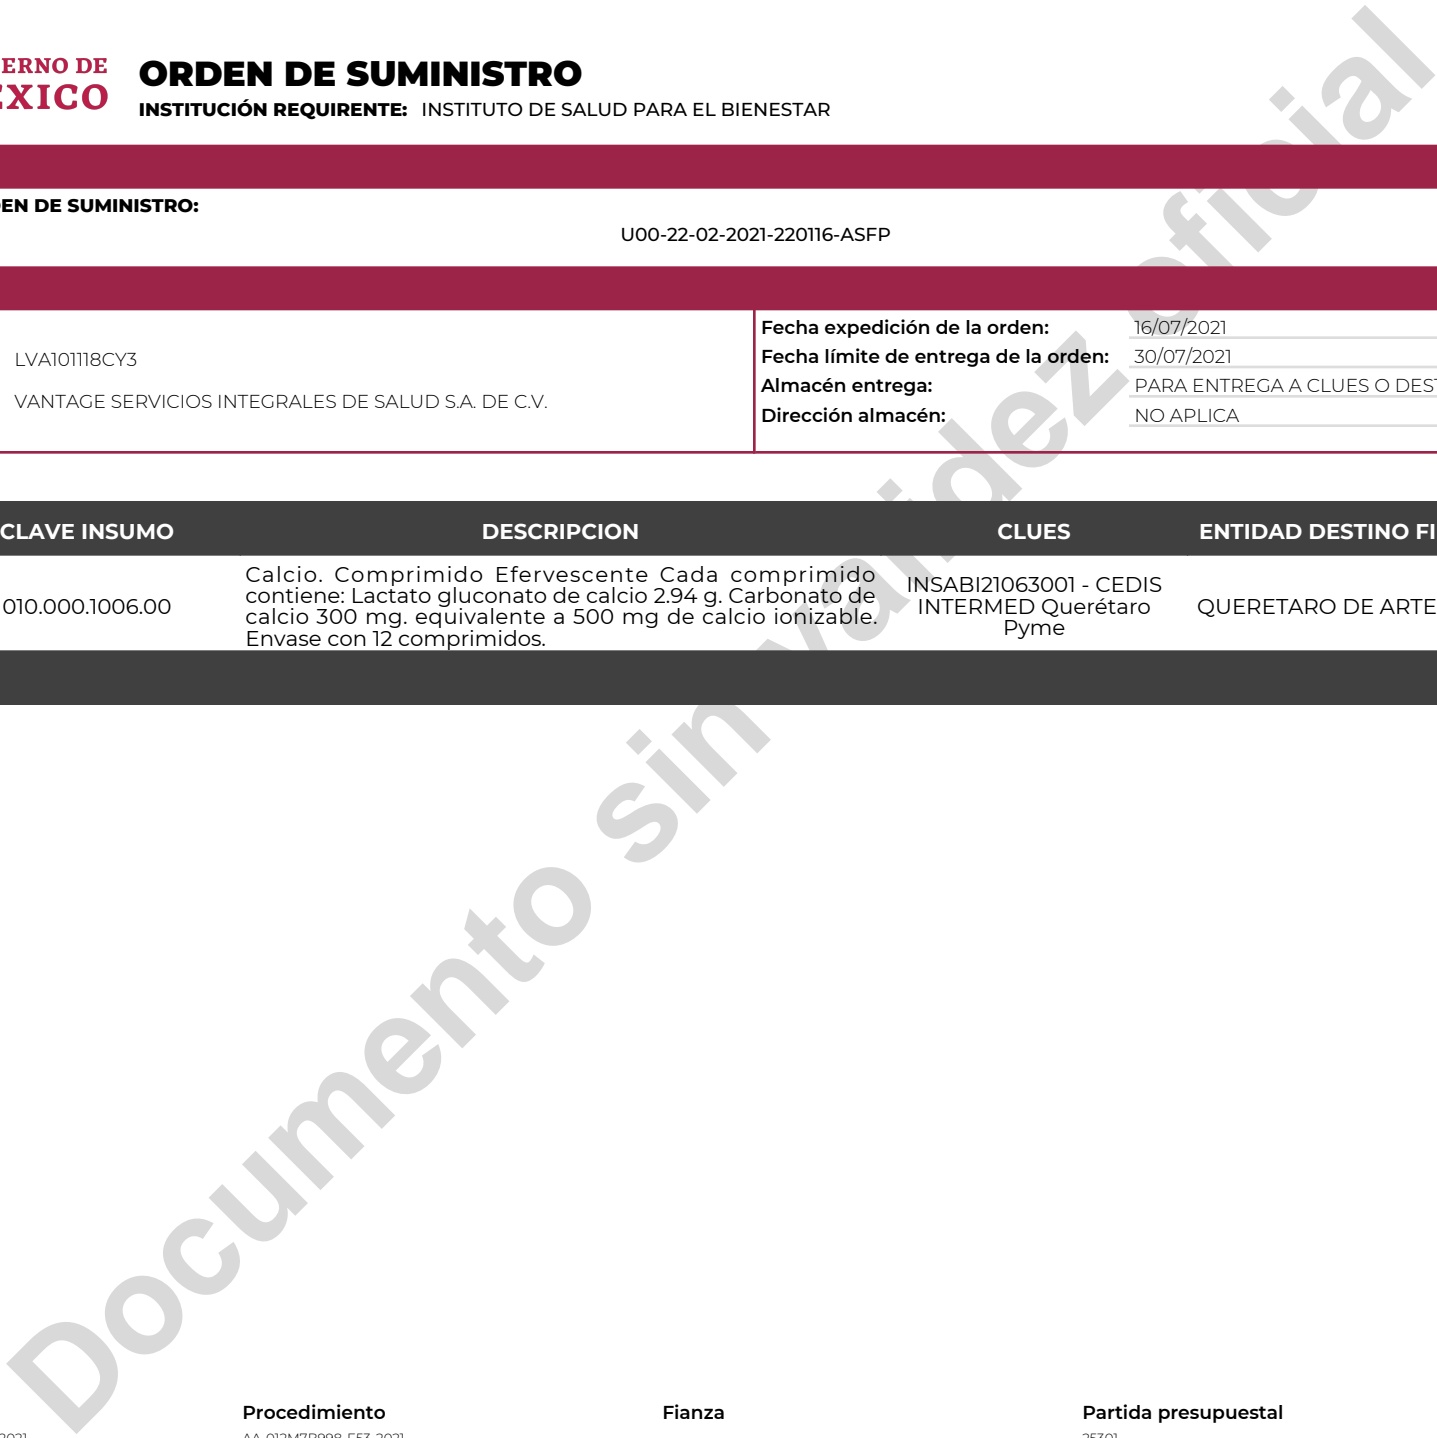 ERNO DE
ÉXICO
ORDEN DE SUMINISTRO
INSTITUCIÓN REQUIRENTE: INSTITUTO DE SALUD PARA EL BIENESTAR
EN DE SUMINISTRO:
U00-22-02-2021-220116-ASFP
LVA101118CY3
VANTAGE SERVICIOS INTEGRALES DE SALUD S.A. DE C.V.
Fecha expedición de la orden: 16/07/2021
Fecha límite de entrega de la orden: 30/07/2021
Almacén entrega: PARA ENTREGA A CLUES O DEST
Dirección almacén: NO APLICA
CLAVE INSUMO DESCRIPCION CLUES ENTIDAD DESTINO FI
010.000.1006.00
Calcio. Comprimido Efervescente Cada comprimido
contiene: Lactato gluconato de calcio 2.94 g. Carbonato de
calcio 300 mg. equivalente a 500 mg de calcio ionizable.
Envase con 12 comprimidos.
INSABI21063001 - CEDIS
INTERMED Querétaro
Pyme
QUERETARO DE ARTE
Documento sin validez oficial
Procedimiento Fianza Partida presupuestal